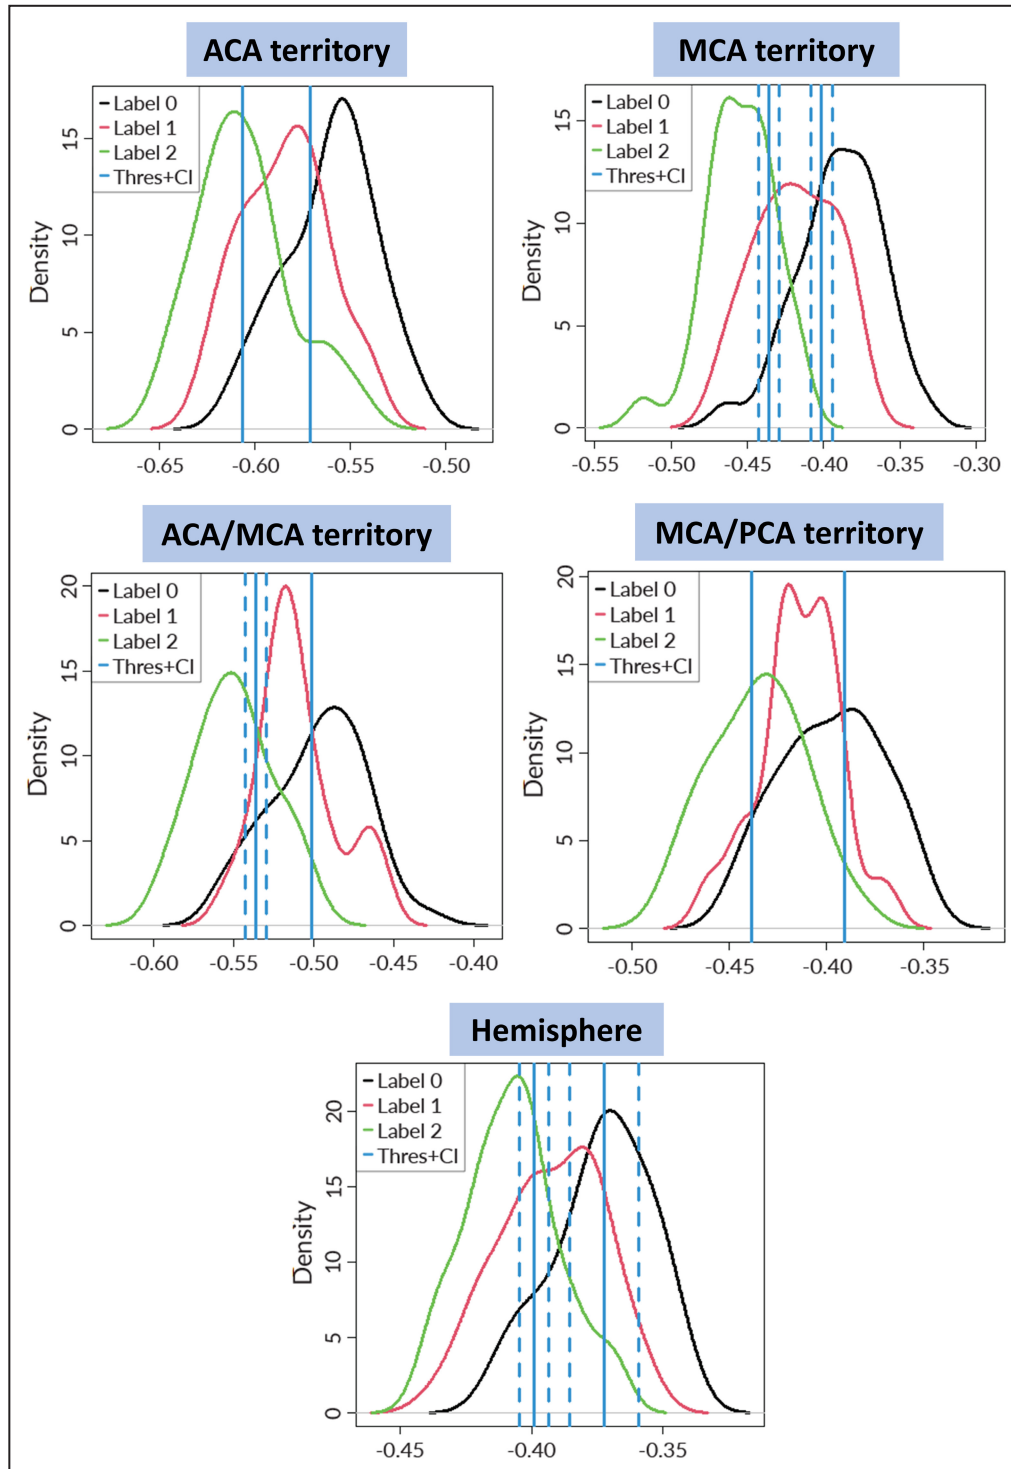 ACA territory
Label 0
Label 1
Label 2
Thres+CI
Density
15
10
5
0
-0.65
-0.60
-0.55
-0.50
MCA territory
Label 0
Label 1
Label 2
Thres+CI
Density
15
10
5
0
-0.55
-0.50
-0.45
-0.40
-0.35
-0.30
ACA/MCA territory
Label 0
Label 1
Label 2
Thres+CI
Density
20
15
10
5
0
-0.60
-0.55
-0.50
-0.45
-0.40
MCA/PCA territory
Label 0
Label 1
Label 2
Thres+CI
Density
20
15
10
5
0
-0.50
-0.45
-0.40
-0.35
Hemisphere
Label 0
Label 1
Label 2
Thres+CI
Density
20
15
10
5
0
-0.45
-0.40
-0.35